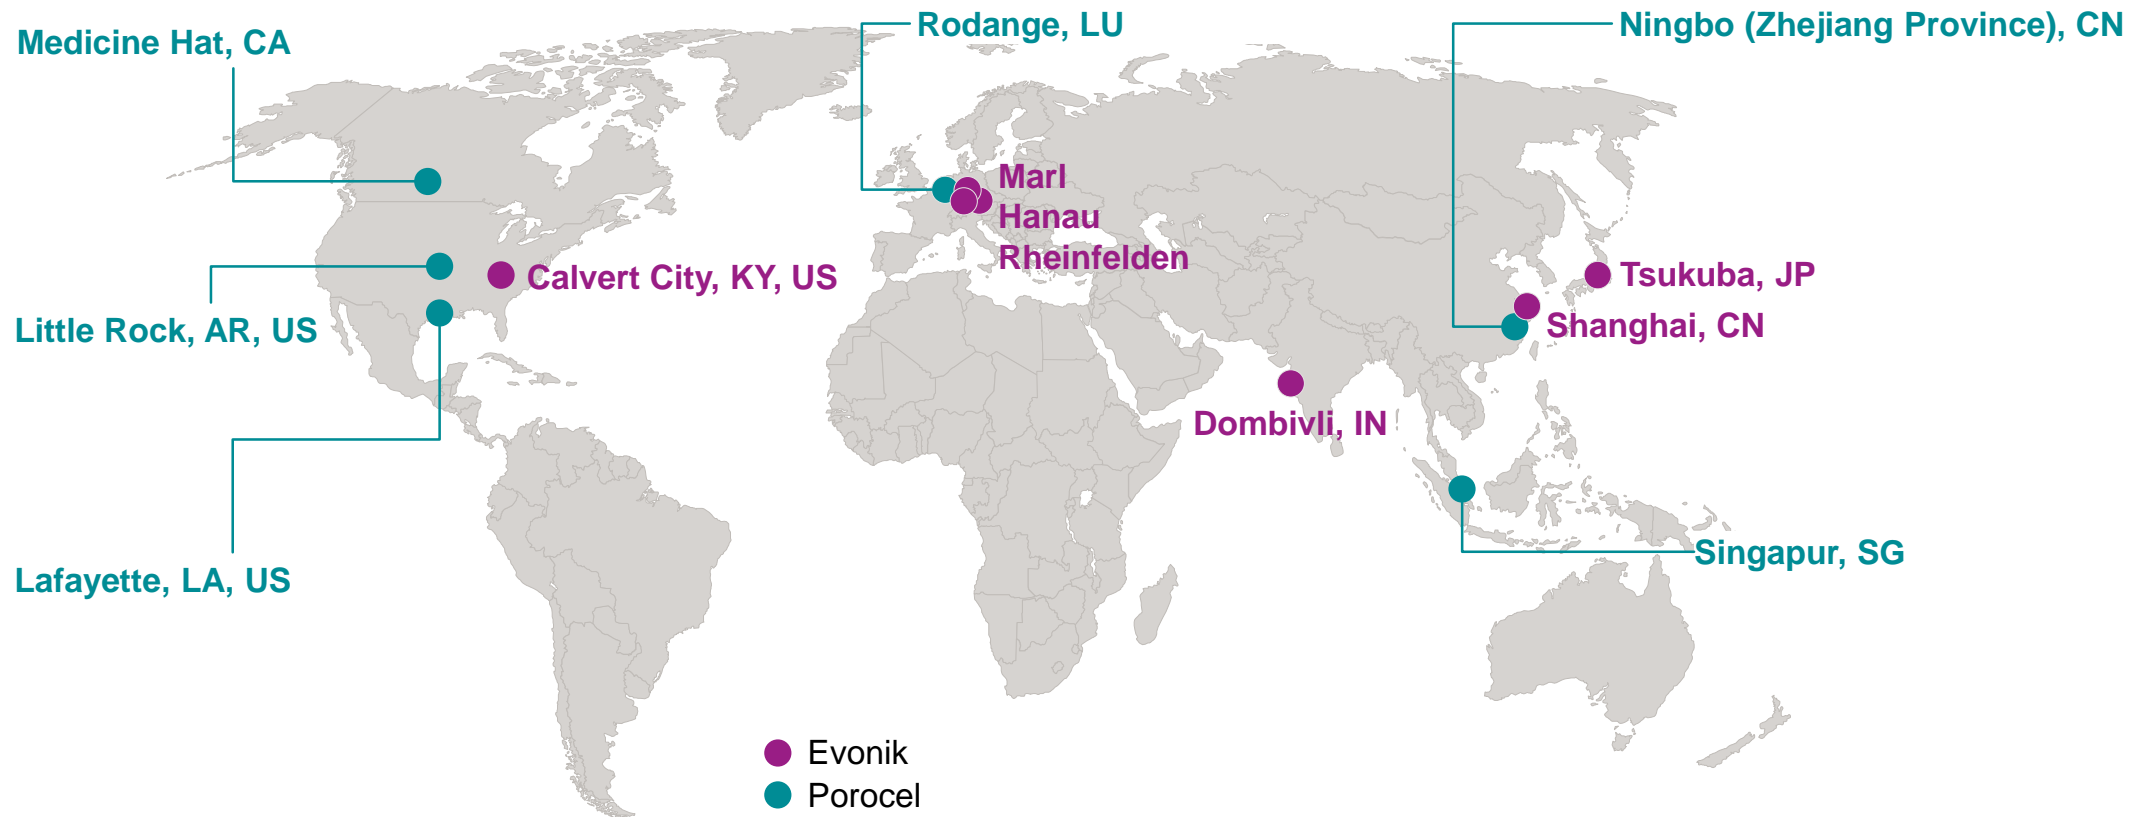 Rodange, LU
Ningbo (Zhejiang Province), CN
Medicine Hat, CA
Marl
Hanau
Rheinfelden
Calvert City, KY, US
Tsukuba, JP
Little Rock, AR, US
Shanghai, CN
Dombivli, IN
Singapur, SG
Lafayette, LA, US
Evonik
Porocel